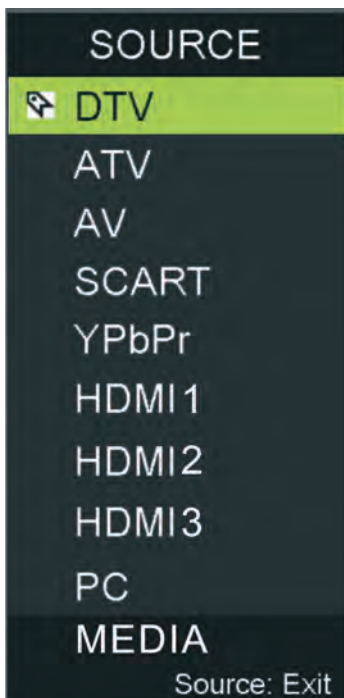 SOURCE
DTV
ATV
AV
SCART
YPbPr
HDMI1
HDMI2
HDMI3
PC
MEDIA
Source: Exit